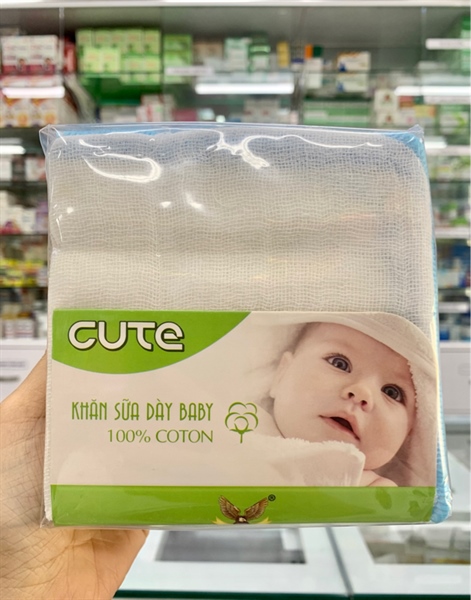 CUTE
KHĂN SỮA DÀY BABY
100% COTON
®